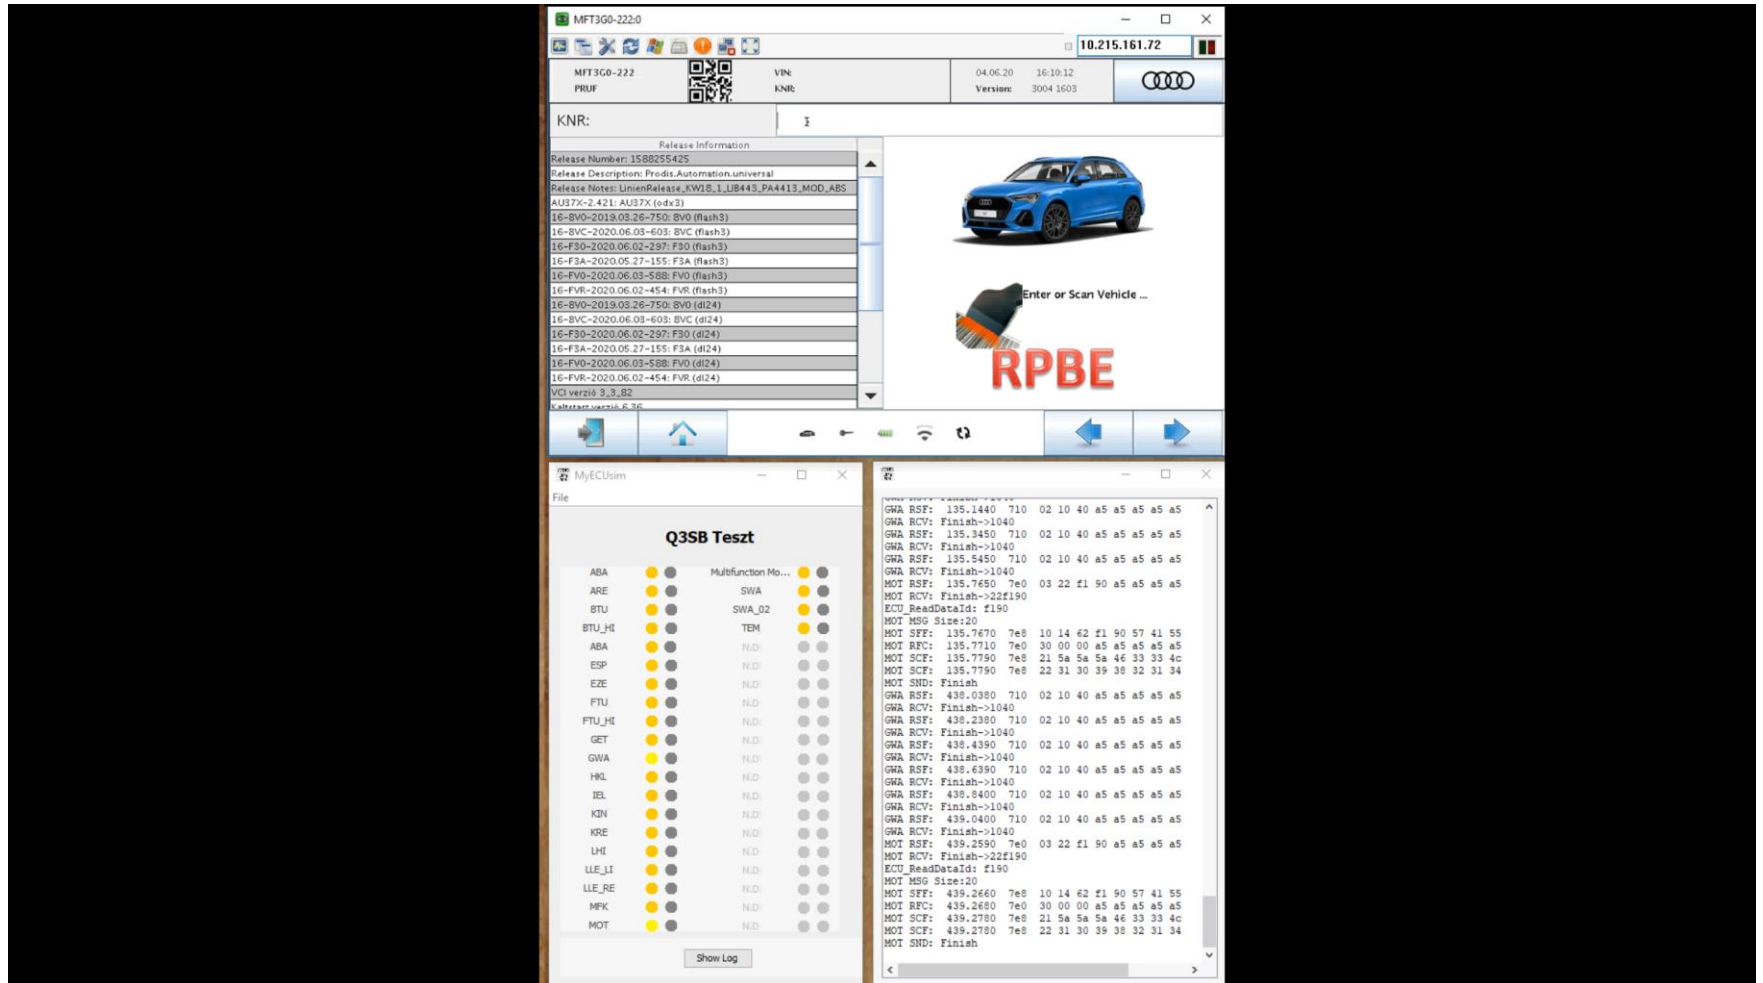 MFT3G0-222:0
10.215.161.72
MFT3G0-222
PRUF
VIN:
KNR:
04.06.20 16:10:12
Version: 3004 1603
KNR:
Release Information
Release Number: 1588255425
Release Description: Prodis.Automation.universal
Release Notes: LinienRelease_KW18_1_LIB443_PA4413_MOD_ABS
AU37X-2.421: AU37X (odx3)
16-8V0-2019.03.26-750: 8V0 (flash3)
16-8VC-2020.06.03-603: 8VC (flash3)
16-F30-2020.06.02-297: F30 (flash3)
16-F3A-2020.05.27-155: F3A (flash3)
16-FV0-2020.06.03-588: FV0 (flash3)
16-FVR-2020.06.02-454: FVR (flash3)
16-8V0-2019.03.26-750: 8V0 (dl24)
16-8VC-2020.06.03-603: 8VC (dl24)
16-F30-2020.06.02-297: F30 (dl24)
16-F3A-2020.05.27-155: F3A (dl24)
16-FV0-2020.06.03-588: FV0 (dl24)
16-FVR-2020.06.02-454: FVR (dl24)
VCI verzió 3_3_82
Kaltstart verzió 6.36
Enter or Scan Vehicle ...
RPBE
MyECUsim
File
Q3SB Teszt
ABA Multifunction Mo...
ARE SWA
BTU SWA_02
BTU_HI TEM
ABA N.D
ESP N.D
EZE N.D
FTU N.D
FTU_HI N.D
GET N.D
GWA N.D
HKL N.D
IEL N.D
KIN N.D
KRE N.D
LHI N.D
LLE_LI N.D
LLE_RE N.D
MFK N.D
MOT N.D
Show Log
GWA RSF: 135.1440 710 02 10 40 a5 a5 a5 a5 a5
GWA RCV: Finish->1040
GWA RSF: 135.3450 710 02 10 40 a5 a5 a5 a5 a5
GWA RCV: Finish->1040
GWA RSF: 135.5450 710 02 10 40 a5 a5 a5 a5 a5
GWA RCV: Finish->1040
MOT RSF: 135.7650 7e0 03 22 f1 90 a5 a5 a5 a5
MOT RCV: Finish->22f190
ECU_ReadDataId: f190
MOT MSG Size:20
MOT SFF: 135.7670 7e8 10 14 62 f1 90 57 41 55
MOT RFC: 135.7710 7e0 30 00 00 a5 a5 a5 a5 a5
MOT SCF: 135.7790 7e8 21 5a 5a 5a 46 33 33 4c
MOT SCF: 135.7790 7e8 22 31 30 39 38 32 31 34
MOT SND: Finish
GWA RSF: 438.0380 710 02 10 40 a5 a5 a5 a5 a5
GWA RCV: Finish->1040
GWA RSF: 438.2380 710 02 10 40 a5 a5 a5 a5 a5
GWA RCV: Finish->1040
GWA RSF: 438.4390 710 02 10 40 a5 a5 a5 a5 a5
GWA RCV: Finish->1040
GWA RSF: 438.6390 710 02 10 40 a5 a5 a5 a5 a5
GWA RCV: Finish->1040
GWA RSF: 438.8400 710 02 10 40 a5 a5 a5 a5 a5
GWA RCV: Finish->1040
GWA RSF: 439.0400 710 02 10 40 a5 a5 a5 a5 a5
GWA RCV: Finish->1040
MOT RSF: 439.2590 7e0 03 22 f1 90 a5 a5 a5 a5
MOT RCV: Finish->22f190
ECU_ReadDataId: f190
MOT MSG Size:20
MOT SFF: 439.2660 7e8 10 14 62 f1 90 57 41 55
MOT RFC: 439.2680 7e0 30 00 00 a5 a5 a5 a5 a5
MOT SCF: 439.2780 7e8 21 5a 5a 5a 46 33 33 4c
MOT SCF: 439.2780 7e8 22 31 30 39 38 32 31 34
MOT SND: Finish